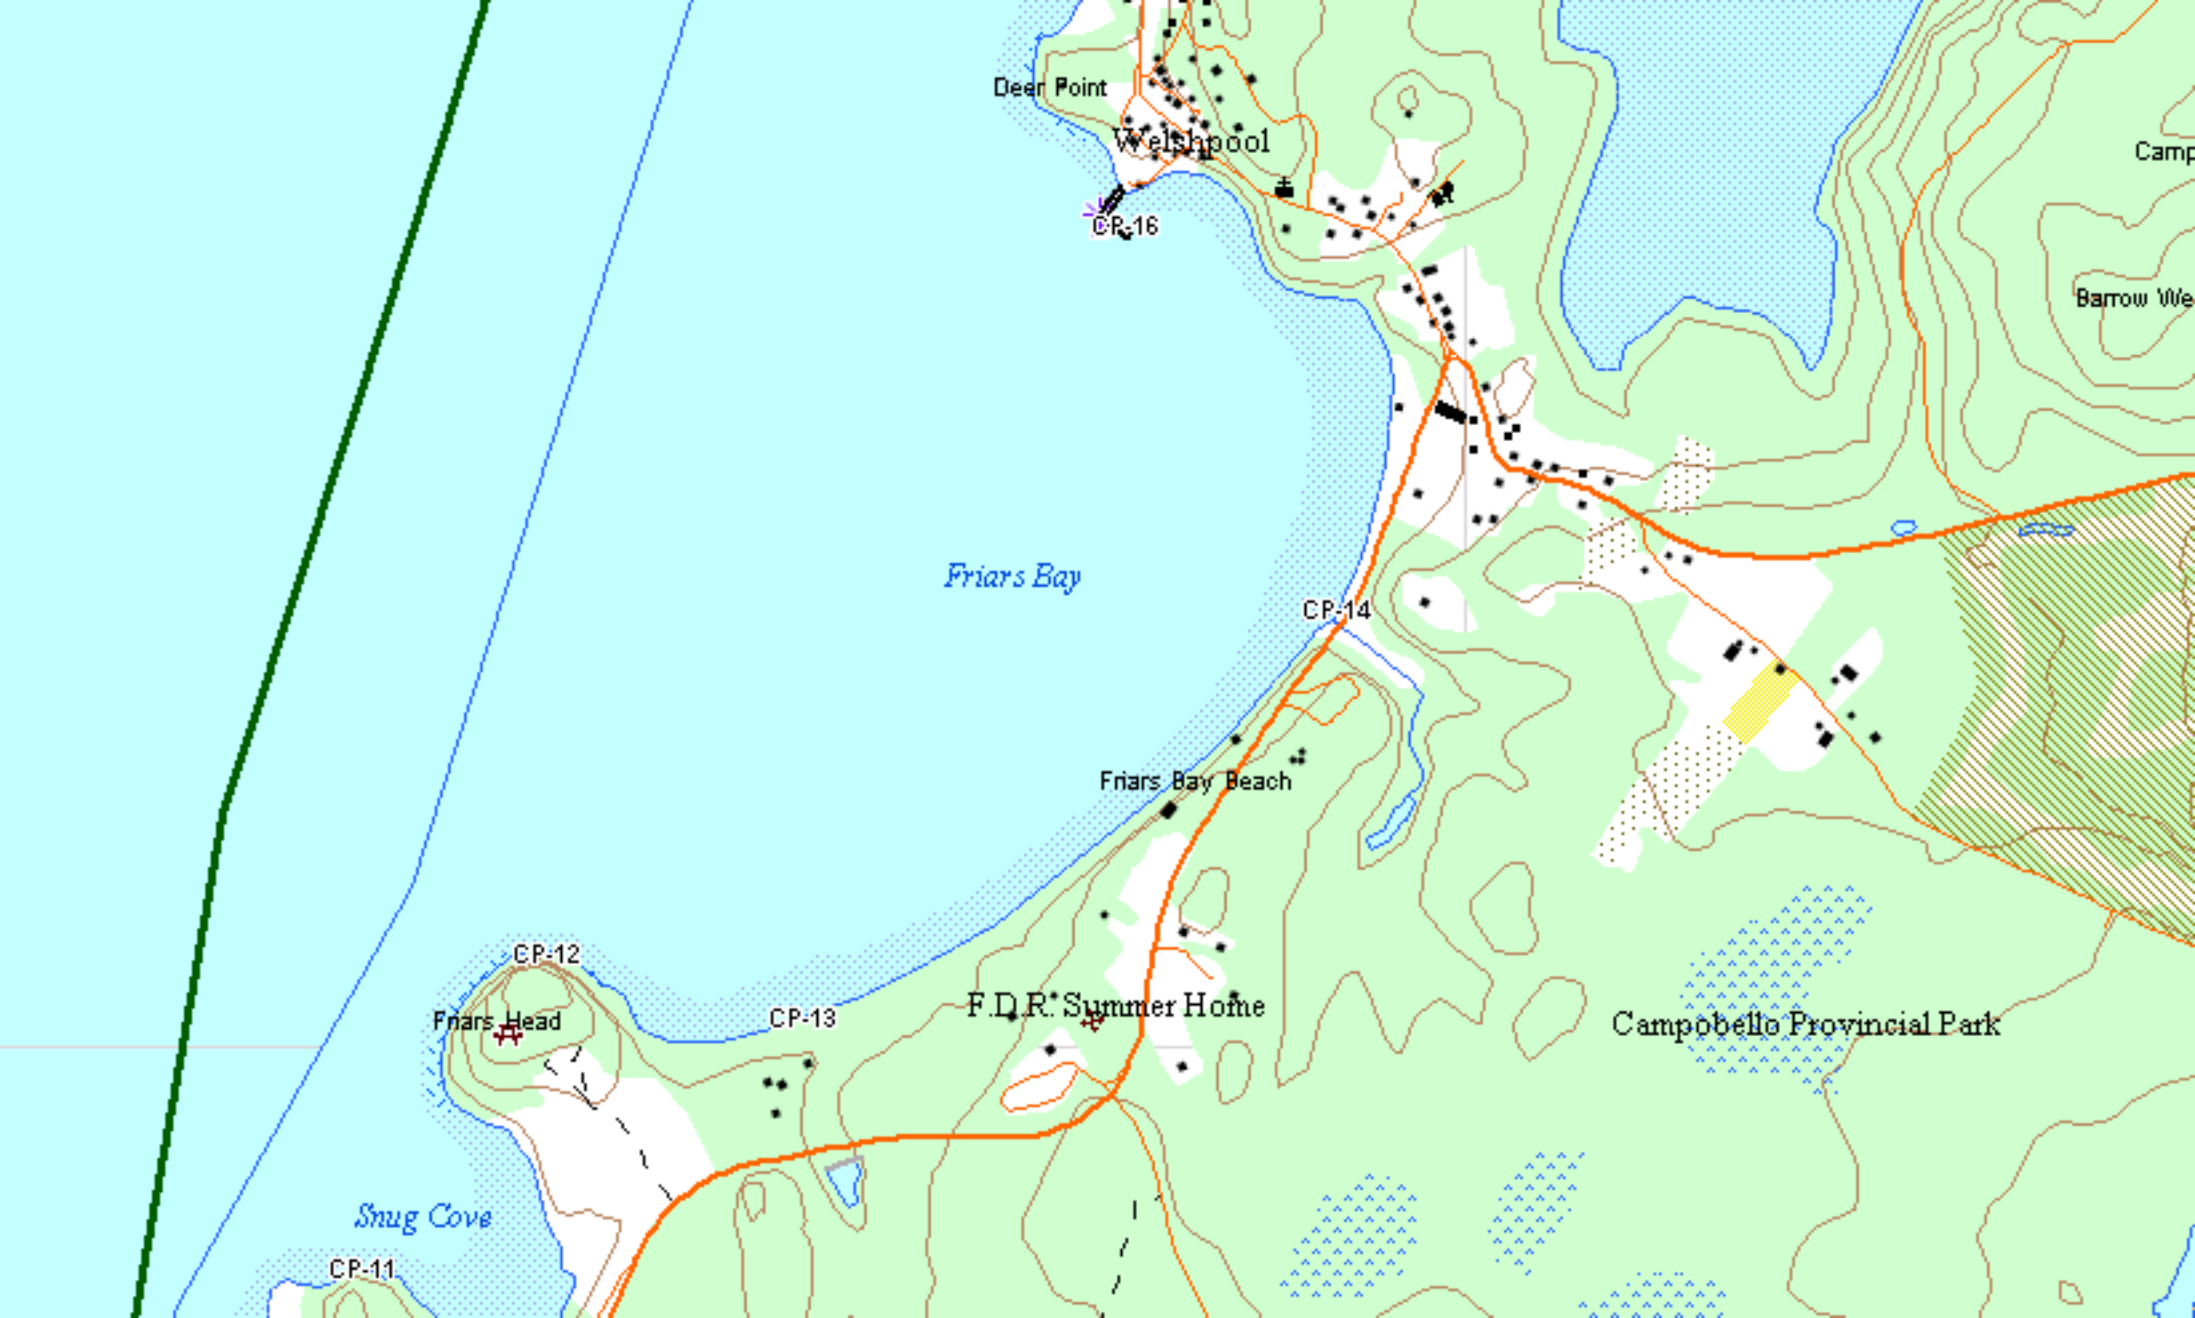 Deer Point
Welshpool
Camp
CP-16
Barrow We
Friars Bay
CP-14
Friars Bay Beach
CP-12
F.D.R. Summer Home
CP-13
Friars Head
Campobello Provincial Park
Snug Cove
CP-11